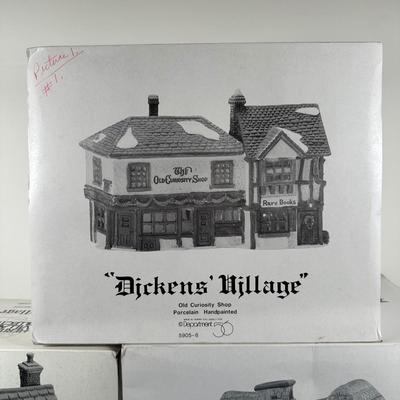 Picture 1.
#1.
The
Old Curiosity Shop
Rare Books
"Dickens' Village"
Old Curiosity Shop
Porcelain Handpainted
©Department 56
5905-6